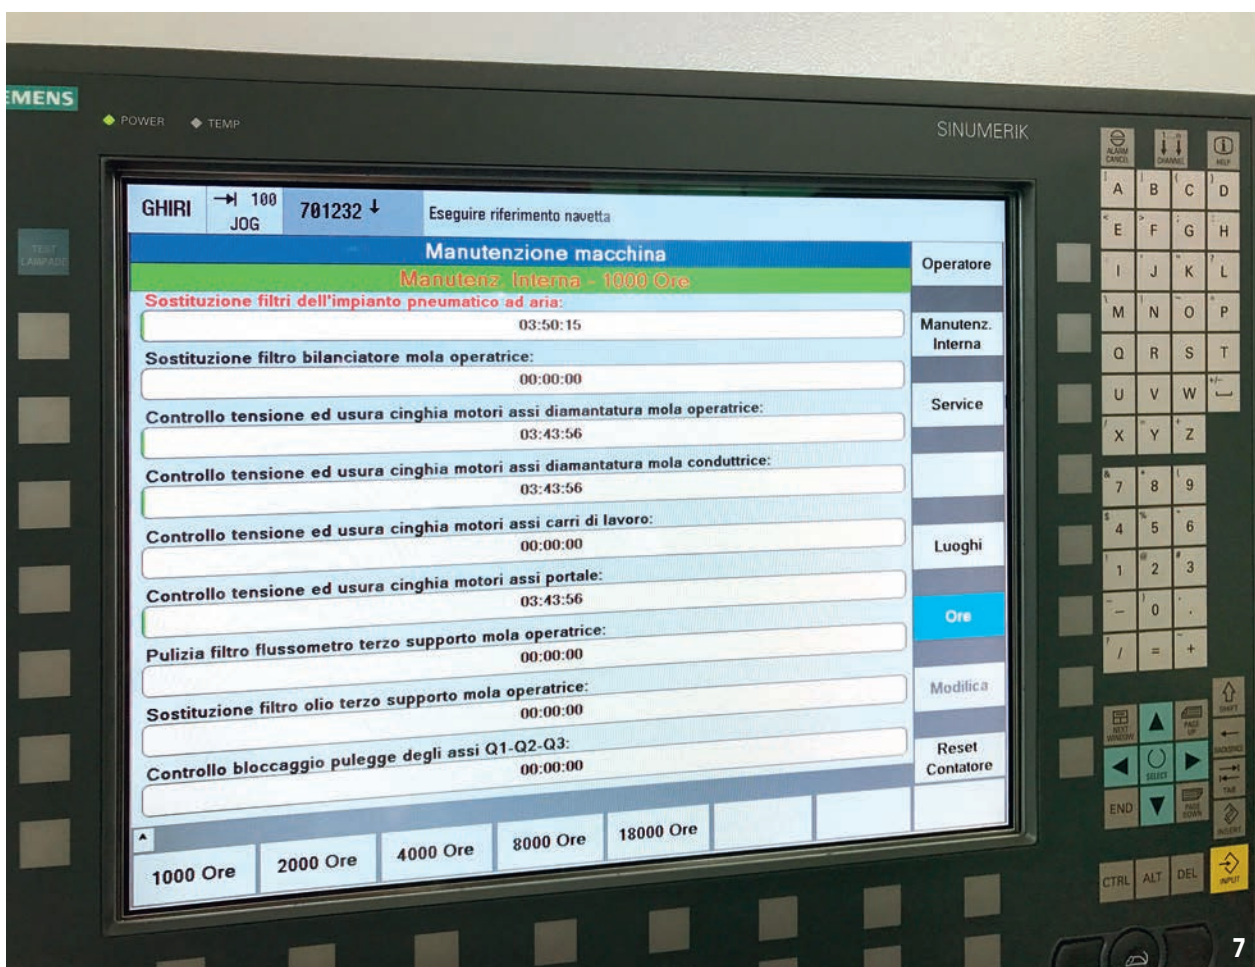 EMENS
POWER TEMP
SINUMERIK
TEST
LAMPADE
GHIRI
100
JOG
701232
Eseguire riferimento navetta
Manutenzione macchina
Manutenz. Interna - 1000 Ore
Sostituzione filtri dell'impianto pneumatico ad aria:
03:50:15
Sostituzione filtro bilanciatore mola operatrice:
00:00:00
Controllo tensione ed usura cinghia motori assi diamantatura mola operatrice:
03:43:56
Controllo tensione ed usura cinghia motori assi diamantatura mola conduttrice:
03:43:56
Controllo tensione ed usura cinghia motori assi carri di lavoro:
00:00:00
Controllo tensione ed usura cinghia motori assi portale:
03:43:56
Pulizia filtro flussometro terzo supporto mola operatrice:
00:00:00
Sostituzione filtro olio terzo supporto mola operatrice:
00:00:00
Controllo bloccaggio pulegge degli assi Q1-Q2-Q3:
00:00:00
Operatore
Manutenz.
Interna
Service
Luoghi
Ore
Modifica
Reset
Contatore
1000 Ore 2000 Ore 4000 Ore 8000 Ore 18000 Ore
ALARM
CANCEL
1...n
CHANNEL
HELP
A B C D
E F G H
I J K L
M N O P
Q R S T
U V W
X Y Z
7 8 9
4 5 6
1 2 3
- 0 .
/ = +
NEXT
WINDOW
PAGE
UP
SHIFT
BACKSPACE
SELECT
TAB
END
PAGE
DOWN
INSERT
CTRL ALT DEL
INPUT
7